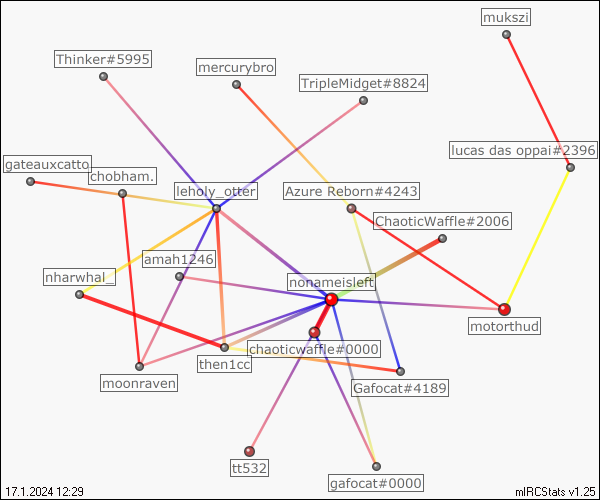 mukszi
Thinker#5995
mercurybro
TripleMidget#8824
lucas das oppai#2396
gateauxcatto
chobham.
leholy_otter
Azure Reborn#4243
ChaoticWaffle#2006
amah1246
nharwhal_
nonameisleft
motorthud
chaoticwaffle#0000
then1cc
moonraven
Gafocat#4189
tt532
gafocat#0000
17.1.2024 12:29
mIRCStats v1.25